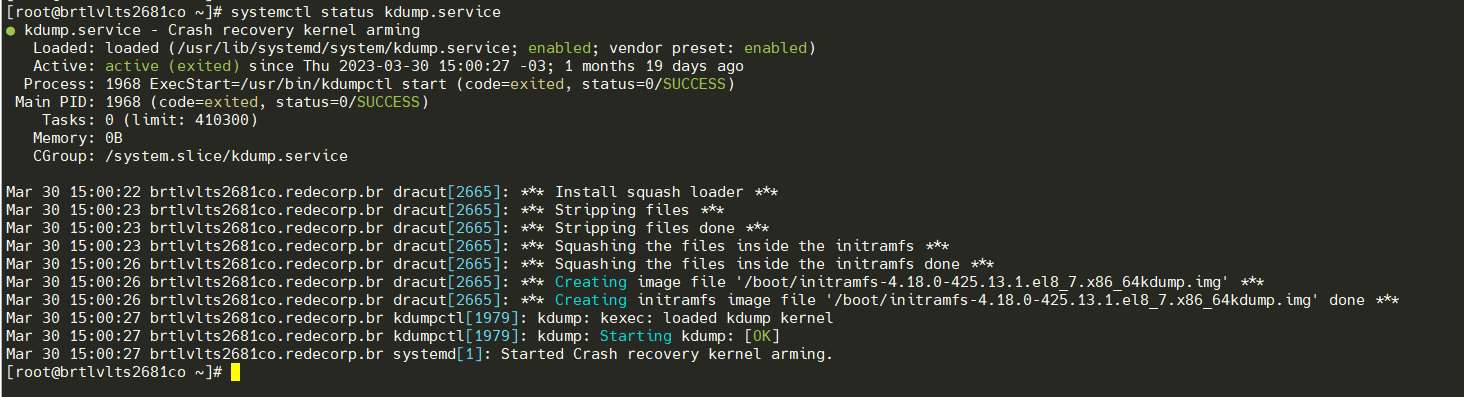 [root@brtlvlts2681co ~]# systemctl status kdump.service
● kdump.service - Crash recovery kernel arming
   Loaded: loaded (/usr/lib/systemd/system/kdump.service; enabled; vendor preset: enabled)
   Active: active (exited) since Thu 2023-03-30 15:00:27 -03; 1 months 19 days ago
  Process: 1968 ExecStart=/usr/bin/kdumpctl start (code=exited, status=0/SUCCESS)
 Main PID: 1968 (code=exited, status=0/SUCCESS)
    Tasks: 0 (limit: 410300)
   Memory: 0B
   CGroup: /system.slice/kdump.service

Mar 30 15:00:22 brtlvlts2681co.redecorp.br dracut[2665]: *** Install squash loader ***
Mar 30 15:00:23 brtlvlts2681co.redecorp.br dracut[2665]: *** Stripping files ***
Mar 30 15:00:23 brtlvlts2681co.redecorp.br dracut[2665]: *** Stripping files done ***
Mar 30 15:00:23 brtlvlts2681co.redecorp.br dracut[2665]: *** Squashing the files inside the initramfs ***
Mar 30 15:00:26 brtlvlts2681co.redecorp.br dracut[2665]: *** Squashing the files inside the initramfs done ***
Mar 30 15:00:26 brtlvlts2681co.redecorp.br dracut[2665]: *** Creating image file '/boot/initramfs-4.18.0-425.13.1.el8_7.x86_64kdump.img' ***
Mar 30 15:00:26 brtlvlts2681co.redecorp.br dracut[2665]: *** Creating initramfs image file '/boot/initramfs-4.18.0-425.13.1.el8_7.x86_64kdump.img' done ***
Mar 30 15:00:27 brtlvlts2681co.redecorp.br kdumpctl[1979]: kdump: kexec: loaded kdump kernel
Mar 30 15:00:27 brtlvlts2681co.redecorp.br kdumpctl[1979]: kdump: Starting kdump: [OK]
Mar 30 15:00:27 brtlvlts2681co.redecorp.br systemd[1]: Started Crash recovery kernel arming.
[root@brtlvlts2681co ~]#